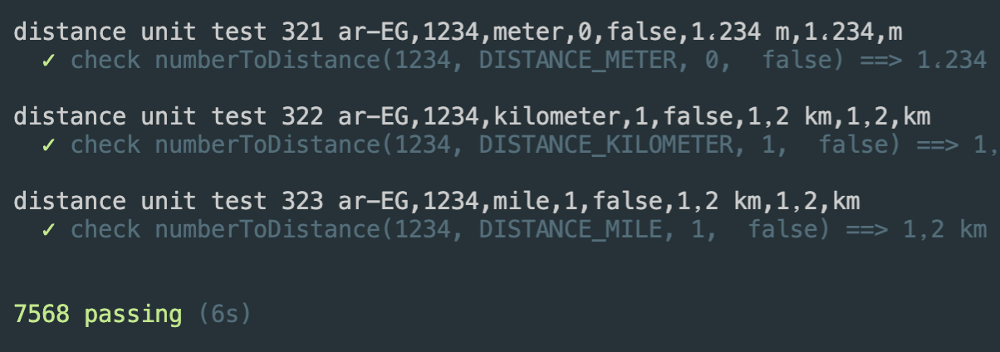 distance unit test 321 ar-EG,1234,meter,0,false,1،234 m,1،234,m
✓ check numberToDistance(1234, DISTANCE_METER, 0,  false) ==> 1،234
distance unit test 322 ar-EG,1234,kilometer,1,false,1,2 km,1,2,km
✓ check numberToDistance(1234, DISTANCE_KILOMETER, 1,  false) ==> 1,
distance unit test 323 ar-EG,1234,mile,1,false,1,2 km,1,2,km
✓ check numberToDistance(1234, DISTANCE_MILE, 1,  false) ==> 1,2 km
7568 passing (6s)